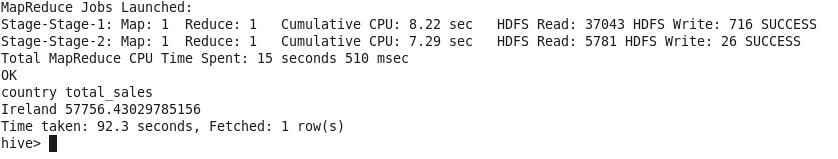 MapReduce Jobs Launched:
Stage-Stage-1: Map: 1  Reduce: 1   Cumulative CPU: 8.22 sec   HDFS Read: 37043 HDFS Write: 716 SUCCESS
Stage-Stage-2: Map: 1  Reduce: 1   Cumulative CPU: 7.29 sec   HDFS Read: 5781 HDFS Write: 26 SUCCESS
Total MapReduce CPU Time Spent: 15 seconds 510 msec
OK
country total_sales
Ireland 57756.43029785156
Time taken: 92.3 seconds, Fetched: 1 row(s)
hive>